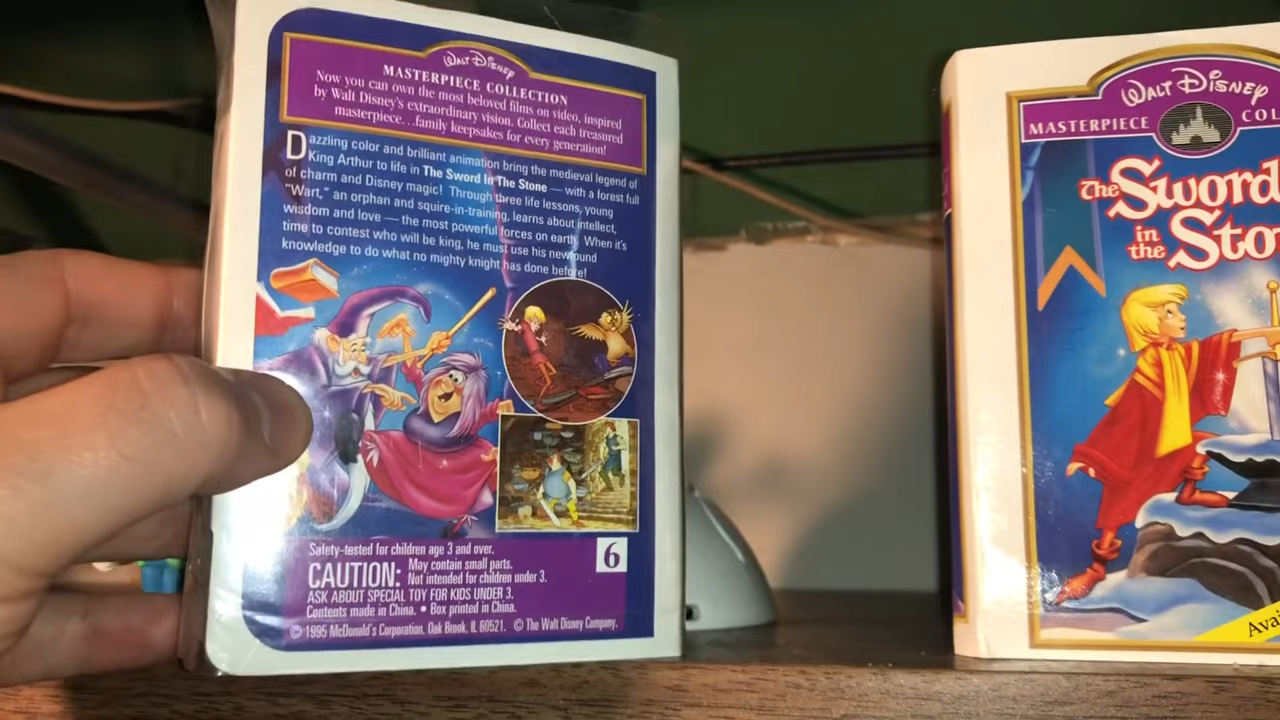 WALT DISNEY
MASTERPIECE COLLECTION
Now you can own the most beloved films on video, inspired
by Walt Disney's extraordinary vision. Collect each treasured
masterpiece...family keepsakes for every generation!
Dazzling color and brilliant animation bring the medieval legend of
King Arthur to life in The Sword In The Stone — with a forest full
of charm and Disney magic! Through three life lessons, young
"Wart," an orphan and squire-in-training, learns about intellect,
wisdom and love — the most powerful forces on earth. When it's
time to contest who will be king, he must use his newfound
knowledge to do what no mighty knight has done before!
Safety-tested for children age 3 and over.
CAUTION: May contain small parts.
Not intended for children under 3.
ASK ABOUT SPECIAL TOY FOR KIDS UNDER 3.
Contents made in China. • Box printed in China.
© 1995 McDonald's Corporation, Oak Brook, IL 60521. © The Walt Disney Company.
6
WALT DISNEY
MASTERPIECE COL
The Sword
in the Sto
Avai